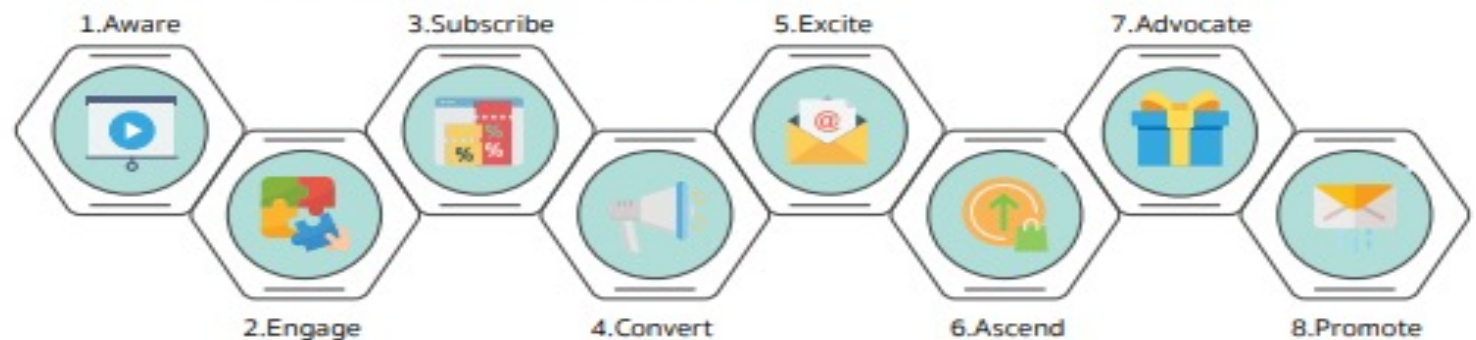 1.Aware
2.Engage
3.Subscribe
% %
%
4.Convert
5.Excite
@
6.Ascend
7.Advocate
8.Promote